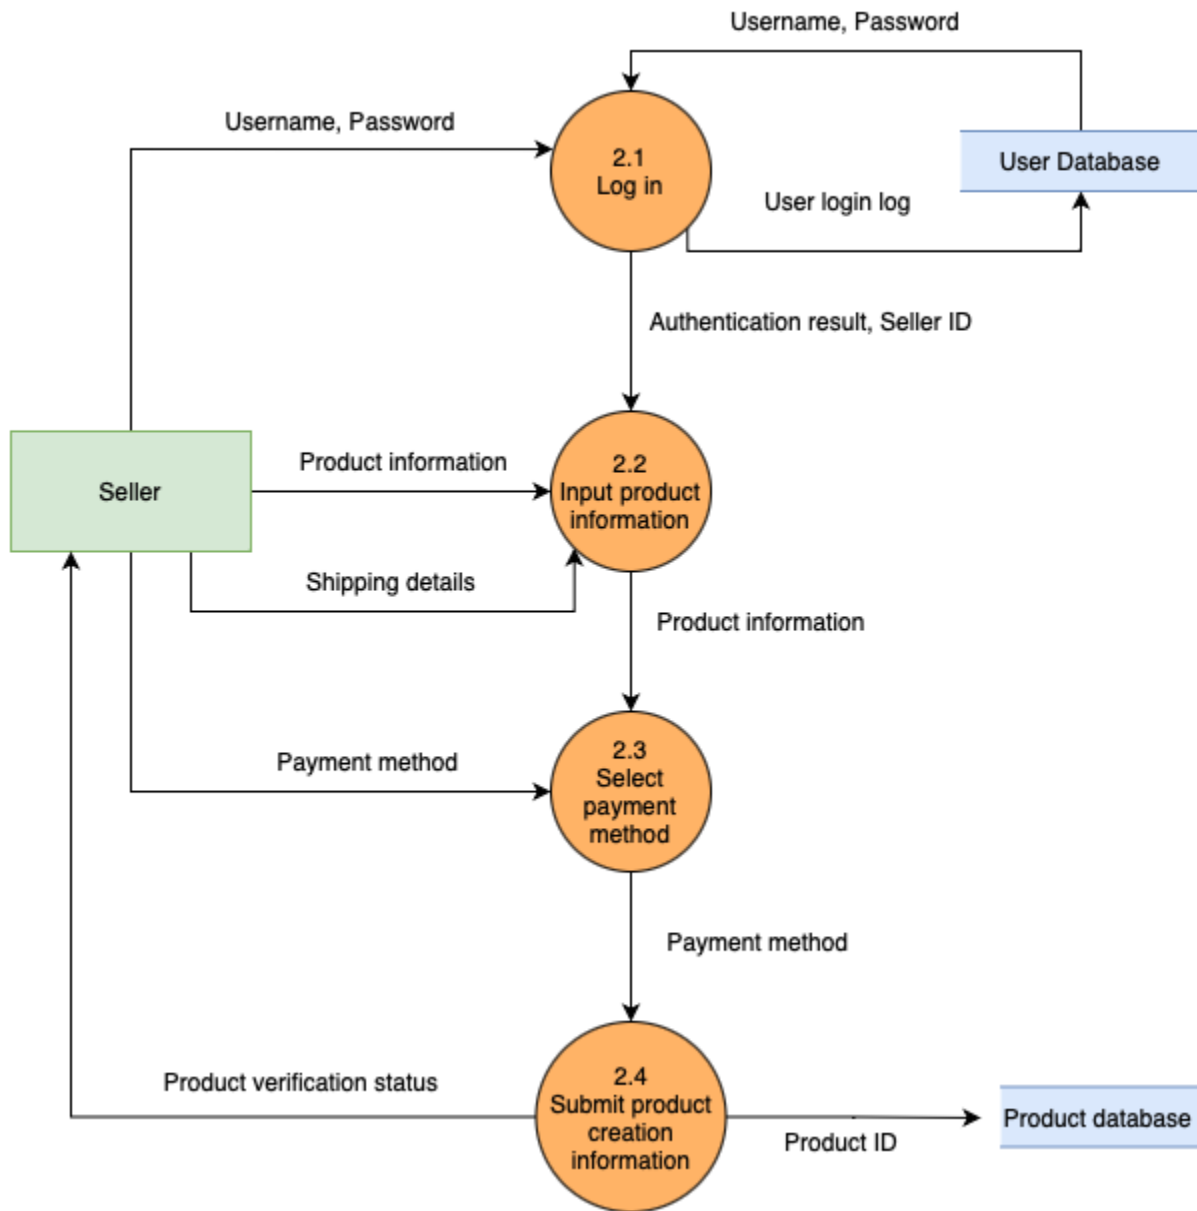 Username, Password
Username, Password
2.1
Log in
User Database
User login log
Authentication result, Seller ID
Seller
Product information
2.2
Input product
information
Shipping details
Product information
Payment method
2.3
Select
payment
method
Payment method
Product verification status
2.4
Submit product
creation
information
Product ID
Product database